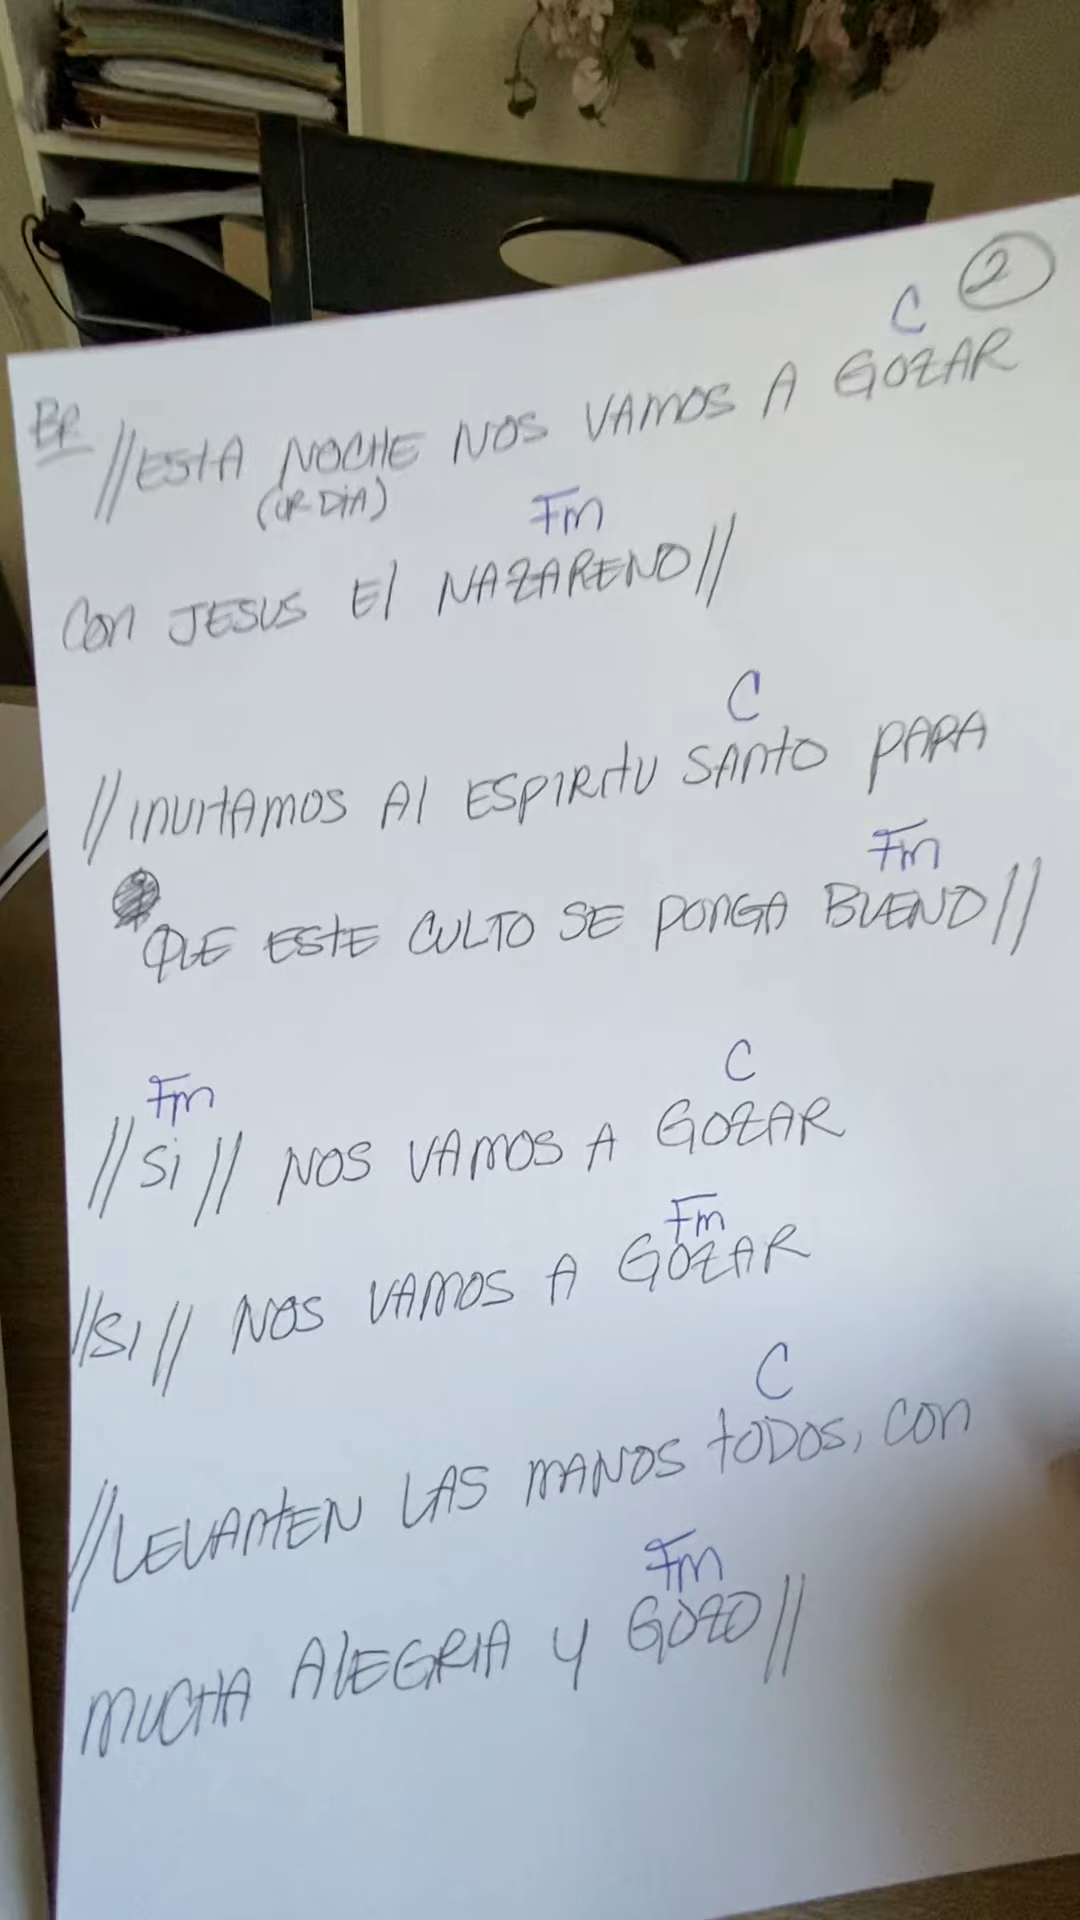 2
C
BR //ESTA NOCHE NOS VAMOS A GOZAR
(OR DIA)
Fm
CON JESUS El NAZARENO//
C
//INVITAMOS Al ESPIRITU SANTO PARA
Fm
QUE ESTE CULTO SE PONGA BUENO//
Fm C
//Si// NOS VAMOS A GOZAR
Fm
//SI// NOS VAMOS A GOZAR
C
//LEVANTEN LAS MANOS TODOS, CON
Fm
MUCHA AlEGRIA Y GOZO//